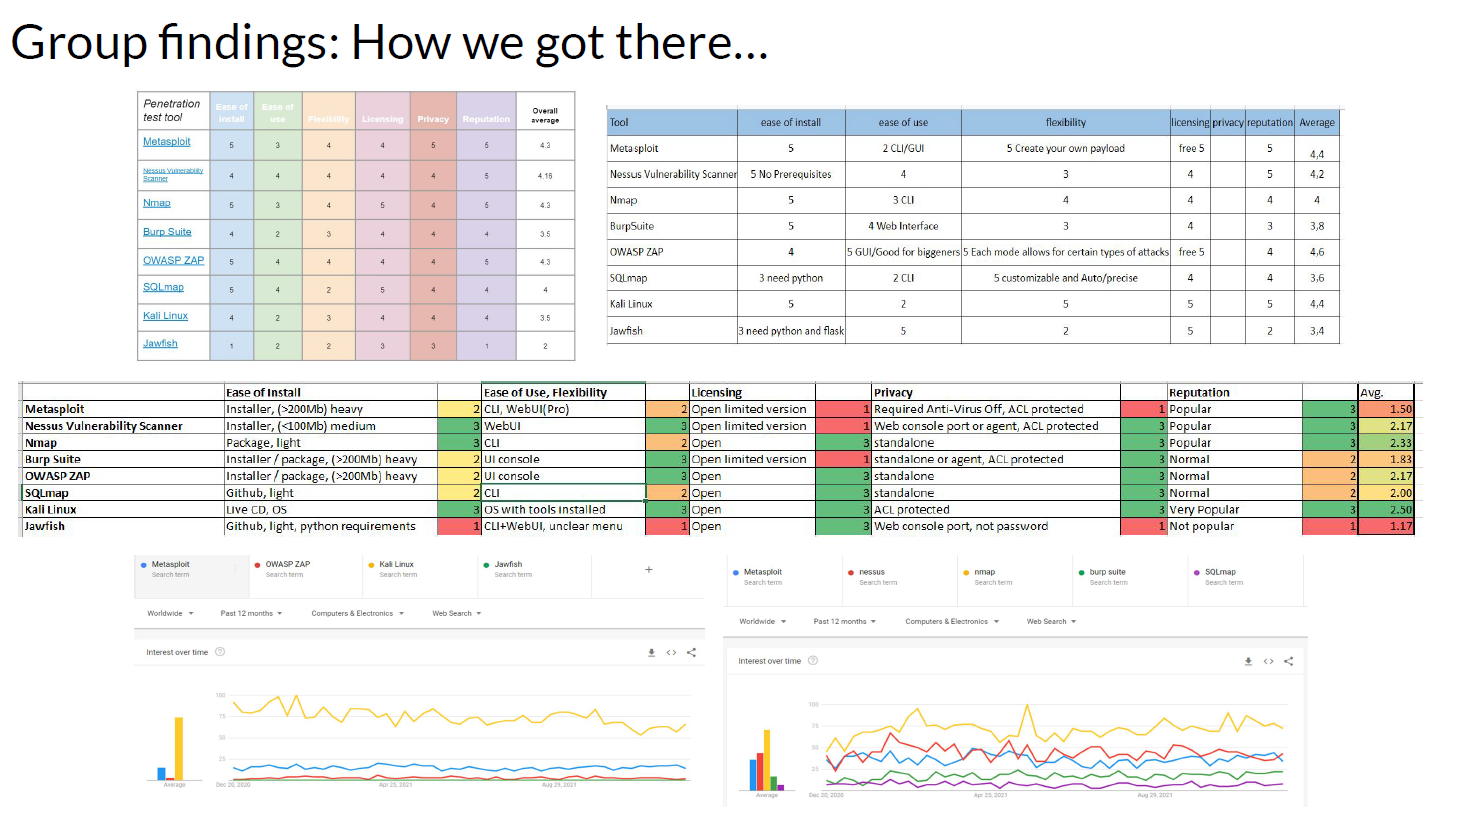 Group findings: How we got there...
Penetration test tool Ease of install Ease of use Flexibility Licensing Privacy Reputation Overall average
Metasploit 5 3 4 4 5 5 4.3
Nessus Vulnerability Scanner 4 4 4 4 4 5 4.16
Nmap 5 3 4 5 4 5 4.3
Burp Suite 4 2 3 4 4 4 3.5
OWASP ZAP 5 4 4 4 4 5 4.3
SQLmap 5 4 2 5 4 4 4
Kali Linux 4 2 3 4 4 4 3.5
Jawfish 1 2 2 3 3 1 2
Tool ease of install ease of use flexibility licensing privacy reputation Average
Metasploit 5 2 CLI/GUI 5 Create your own payload free 5 5 4,4
Nessus Vulnerability Scanner 5 No Prerequisites 4 3 4 5 4,2
Nmap 5 3 CLI 4 4 4 4
BurpSuite 5 4 Web Interface 3 4 3 3,8
OWASP ZAP 4 5 GUI/Good for biggeners 5 Each mode allows for certain types of attacks free 5 4 4,6
SQLmap 3 need python 2 CLI 5 customizable and Auto/precise 4 4 3,6
Kali Linux 5 2 5 5 5 4,4
Jawfish 3 need python and flask 5 2 5 2 3,4
Ease of Install Ease of Use, Flexibility Licensing Privacy Reputation Avg.
Metasploit Installer, (>200Mb) heavy 2 CLI, WebUI(Pro) 2 Open limited version 1 Required Anti-Virus Off, ACL protected 1 Popular 3 1.50
Nessus Vulnerability Scanner Installer, (<100Mb) medium 3 WebUI 3 Open limited version 1 Web console port or agent, ACL protected 3 Popular 3 2.17
Nmap Package, light 3 CLI 2 Open 3 standalone 3 Popular 3 2.33
Burp Suite Installer / package, (>200Mb) heavy 2 UI console 3 Open limited version 1 standalone or agent, ACL protected 3 Normal 2 1.83
OWASP ZAP Installer / package, (>200Mb) heavy 2 UI console 3 Open 3 standalone 3 Normal 2 2.17
SQLmap Github, light 2 CLI 2 Open 3 standalone 3 Normal 2 2.00
Kali Linux Live CD, OS 3 OS with tools installed 3 Open 3 ACL protected 3 Very Popular 3 2.50
Jawfish Github, light, python requirements 1 CLI+WebUI, unclear menu 1 Open 3 Web console port, not password 1 Not popular 1 1.17
Metasploit OWASP ZAP Kali Linux Jawfish
Search term Search term Search term Search term
+
Worldwide Past 12 months Computers & Electronics Web Search
Interest over time
100
75
50
25
Average Dec 20, 2020 Apr 25, 2021 Aug 29, 2021
Metasploit nessus nmap burp suite SQLmap
Search term Search term Search term Search term Search term
Worldwide Past 12 months Computers & Electronics Web Search
Interest over time
100
75
50
25
Average Dec 20, 2020 Apr 25, 2021 Aug 29, 2021